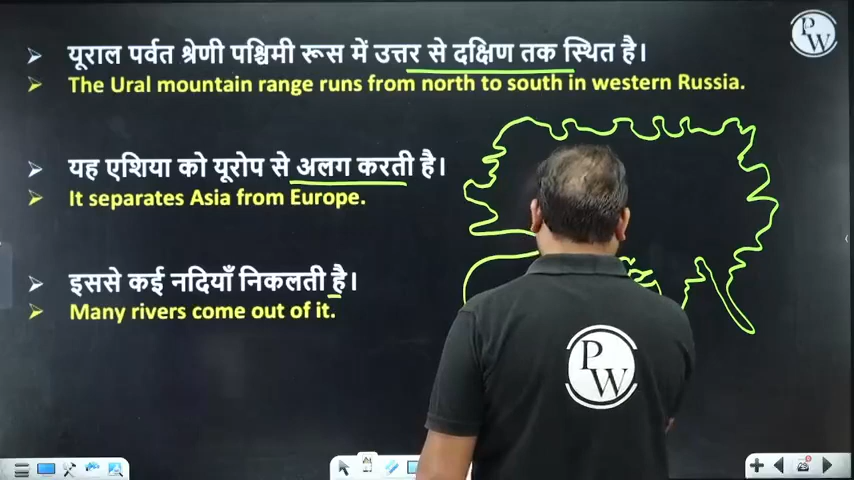 यूराल पर्वत श्रेणी पश्चिमी रूस में उत्तर से दक्षिण तक स्थित है।
The Ural mountain range runs from north to south in western Russia.
यह एशिया को यूरोप से अलग करती है।
It separates Asia from Europe.
इससे कई नदियाँ निकलती है।
Many rivers come out of it.
PW
PW